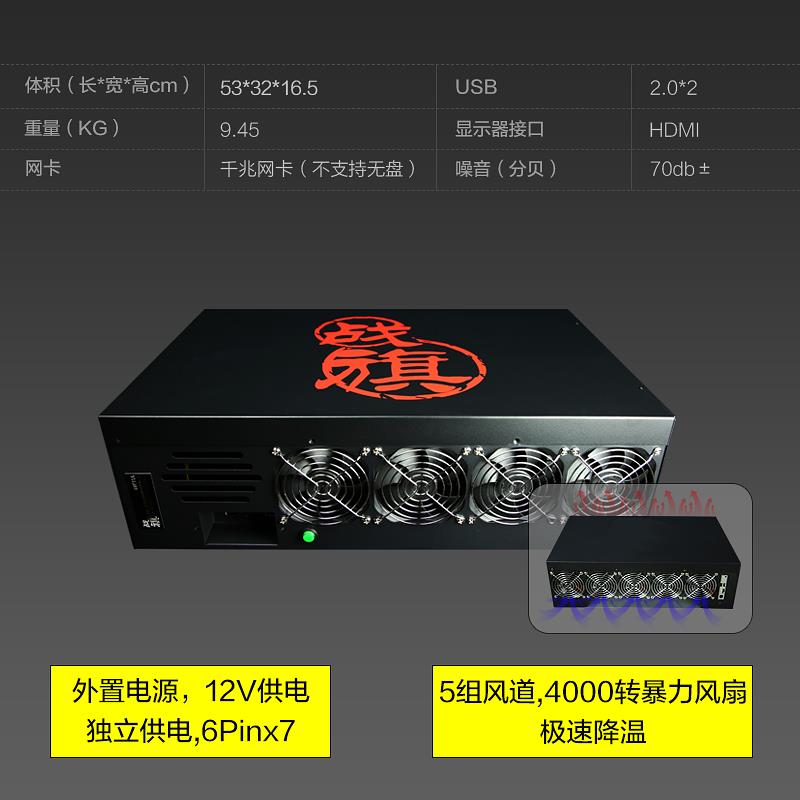 体积（长*宽*高cm） 53*32*16.5 USB 2.0*2
重量（KG） 9.45 显示器接口 HDMI
网卡 千兆网卡（不支持无盘） 噪音（分贝） 70db±
战
旗
战旗
外置电源，12V供电
独立供电,6Pinx7
5组风道,4000转暴力风扇
极速降温